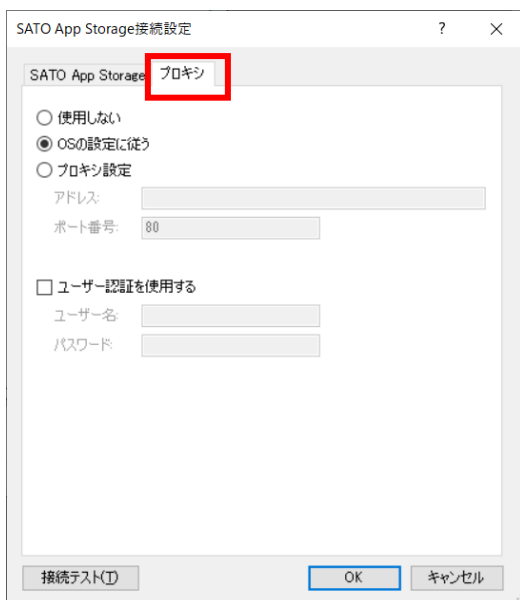 SATO App Storage接続設定
SATO App Storage プロキシ
使用しない
OSの設定に従う
プロキシ設定
アドレス:
ポート番号: 80
ユーザー認証を使用する
ユーザー名:
パスワード:
接続テスト(T) OK キャンセル